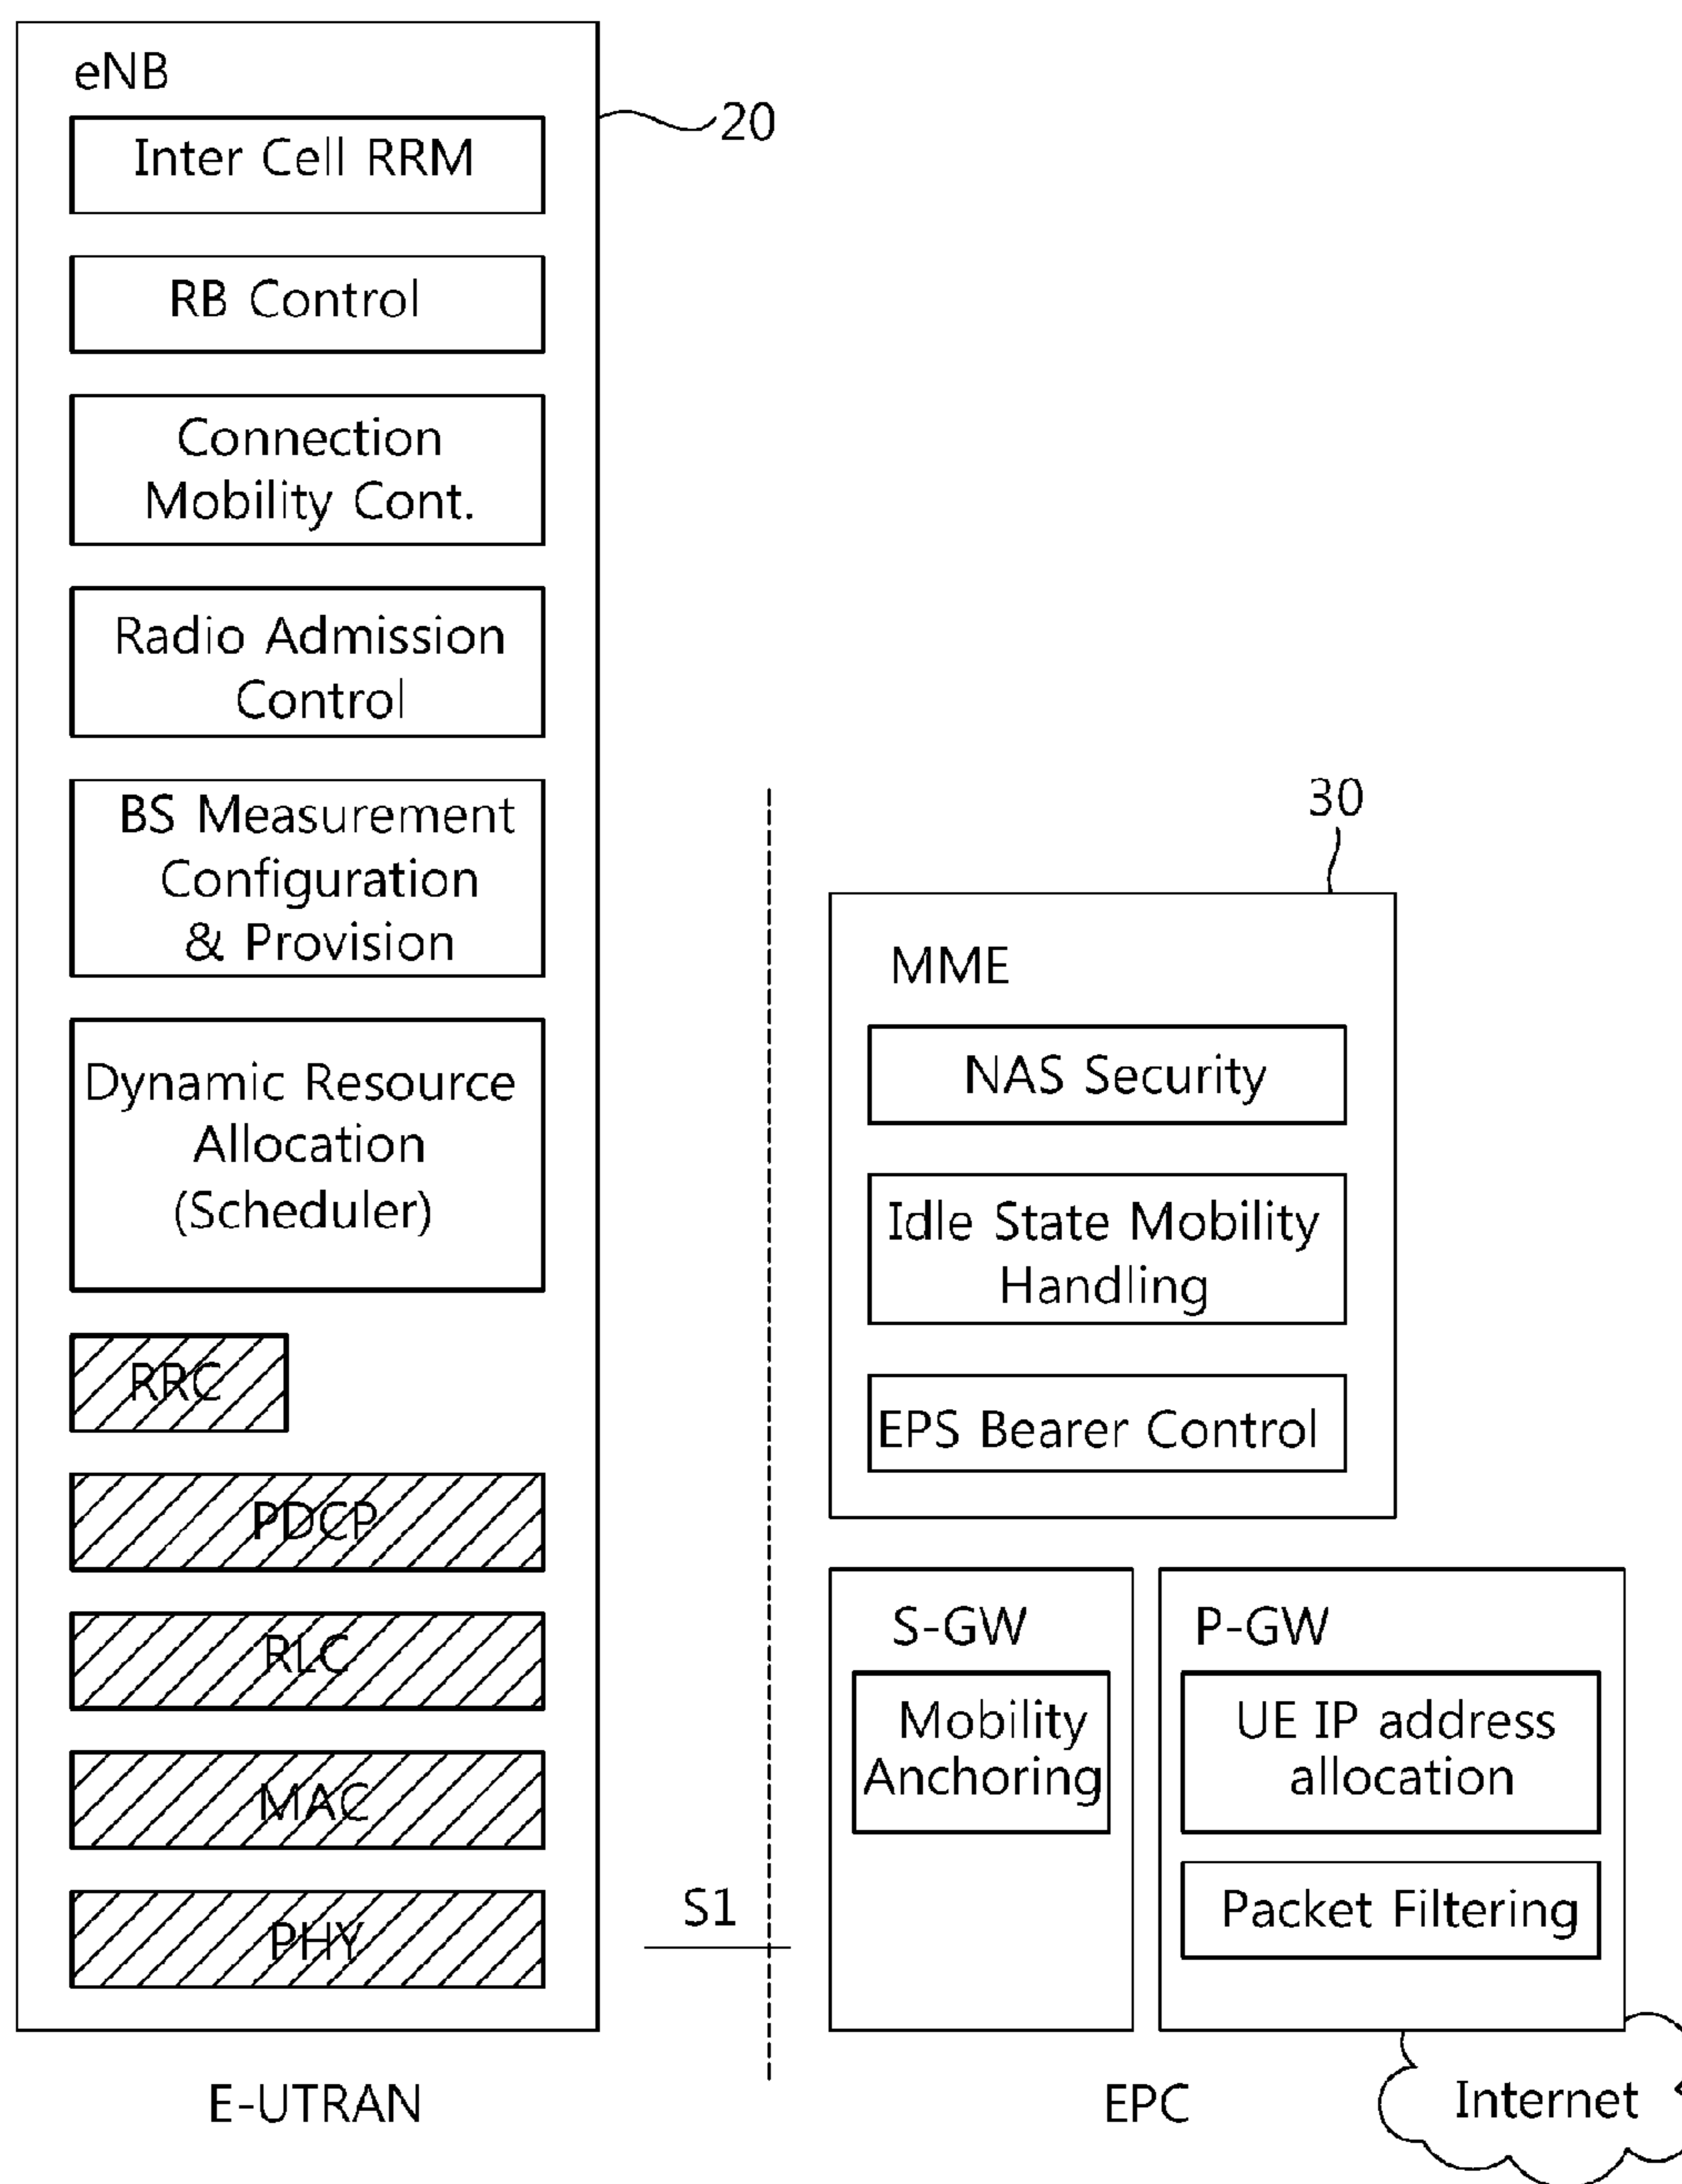 eNB
20
Inter Cell RRM
RB Control
Connection
Mobility Cont.
Radio Admission
Control
BS Measurement
Configuration
& Provision
Dynamic Resource
Allocation
(Scheduler)
RRC
PDCP
RLC
MAC
PHY
E-UTRAN
S1
30
MME
NAS Security
Idle State Mobility
Handling
EPS Bearer Control
S-GW
Mobility
Anchoring
P-GW
UE IP address
allocation
Packet Filtering
EPC
Internet